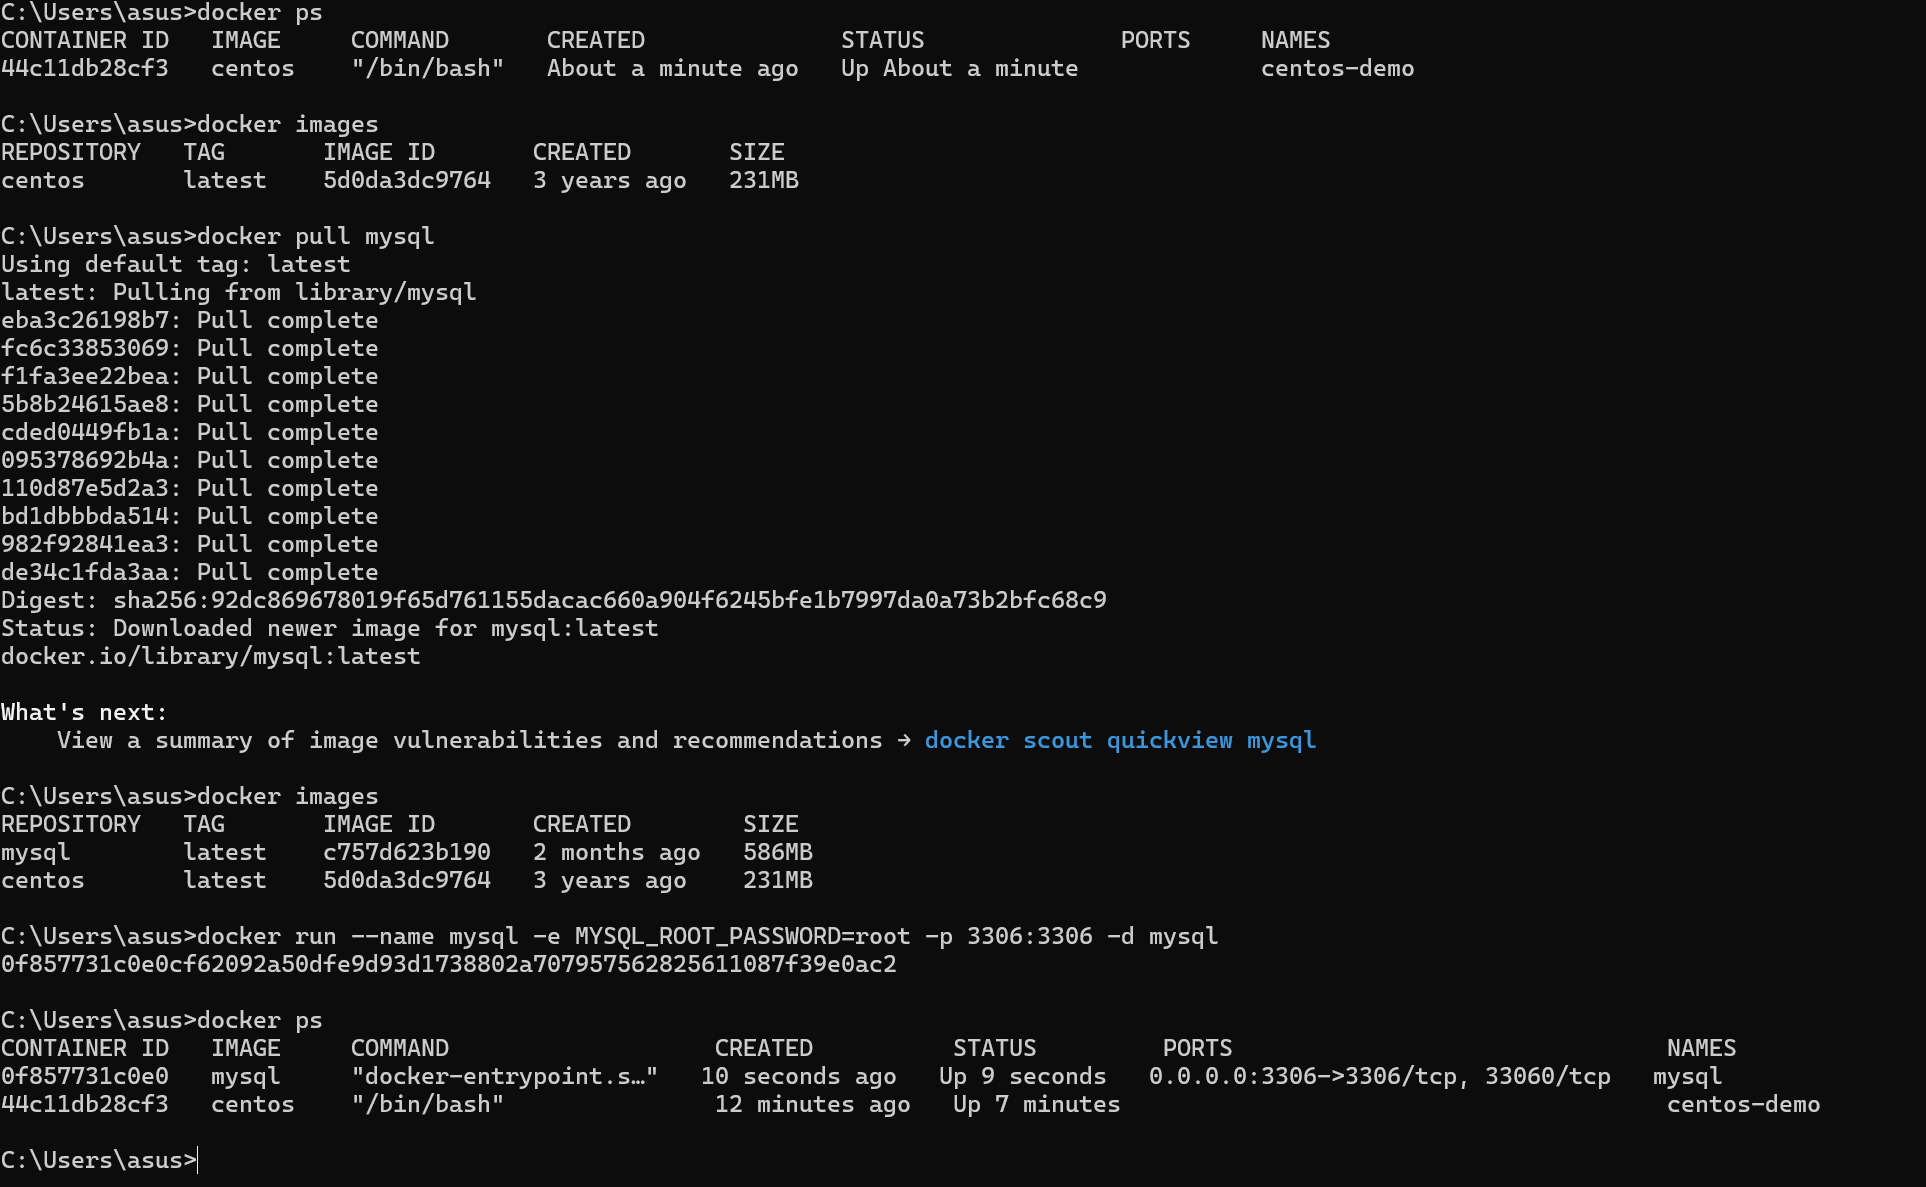 C:\Users\asus>docker ps
CONTAINER ID   IMAGE     COMMAND       CREATED              STATUS              PORTS     NAMES
44c11db28cf3   centos    "/bin/bash"   About a minute ago   Up About a minute             centos-demo
C:\Users\asus>docker images
REPOSITORY   TAG       IMAGE ID       CREATED       SIZE
centos       latest    5d0da3dc9764   3 years ago   231MB
C:\Users\asus>docker pull mysql
Using default tag: latest
latest: Pulling from library/mysql
eba3c26198b7: Pull complete
fc6c33853069: Pull complete
f1fa3ee22bea: Pull complete
5b8b24615ae8: Pull complete
cded0449fb1a: Pull complete
095378692b4a: Pull complete
110d87e5d2a3: Pull complete
bd1dbbbda514: Pull complete
982f92841ea3: Pull complete
de34c1fda3aa: Pull complete
Digest: sha256:92dc869678019f65d761155dacac660a904f6245bfe1b7997da0a73b2bfc68c9
Status: Downloaded newer image for mysql:latest
docker.io/library/mysql:latest
What's next:
    View a summary of image vulnerabilities and recommendations → docker scout quickview mysql
C:\Users\asus>docker images
REPOSITORY   TAG       IMAGE ID       CREATED        SIZE
mysql        latest    c757d623b190   2 months ago   586MB
centos       latest    5d0da3dc9764   3 years ago    231MB
C:\Users\asus>docker run --name mysql -e MYSQL_ROOT_PASSWORD=root -p 3306:3306 -d mysql
0f857731c0e0cf62092a50dfe9d93d1738802a707957562825611087f39e0ac2
C:\Users\asus>docker ps
CONTAINER ID   IMAGE     COMMAND                   CREATED          STATUS         PORTS                               NAMES
0f857731c0e0   mysql     "docker-entrypoint.s…"   10 seconds ago   Up 9 seconds   0.0.0.0:3306->3306/tcp, 33060/tcp   mysql
44c11db28cf3   centos    "/bin/bash"               12 minutes ago   Up 7 minutes                                       centos-demo
C:\Users\asus>